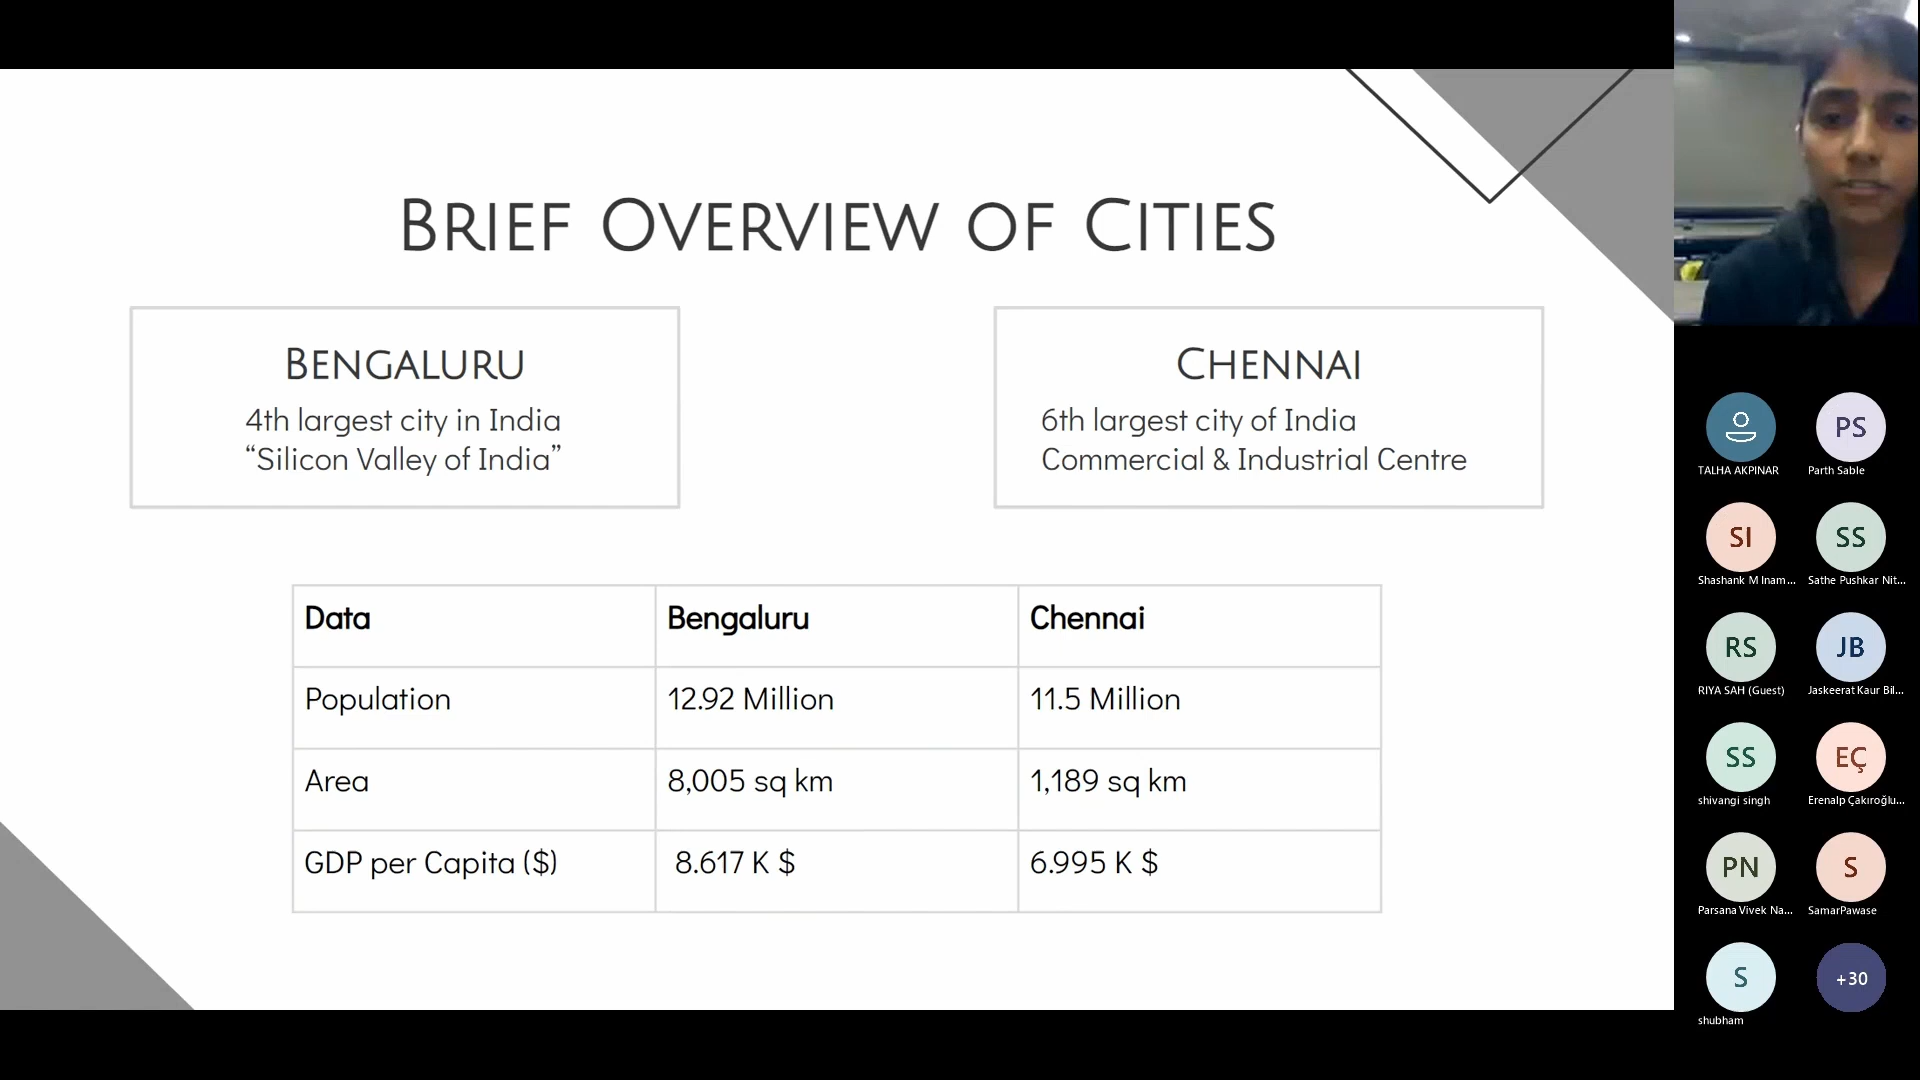 BRIEF OVERVIEW OF CITIES
BENGALURU
4th largest city in India
“Silicon Valley of India”
CHENNAI
6th largest city of India
Commercial & Industrial Centre
Data Bengaluru Chennai
Population 12.92 Million 11.5 Million
Area 8,005 sq km 1,189 sq km
GDP per Capita ($) 8.617 K $ 6.995 K $
TALHA AKPINAR
PS
Parth Sable
SI
Shashank M Inam...
SS
Sathe Pushkar Nit...
RS
RIYA SAH (Guest)
JB
Jaskeerat Kaur Bil...
SS
shivangi singh
EÇ
Erenalp Çakıroğlu...
PN
Parsana Vivek Na...
S
SamarPawase
S
shubham
+30